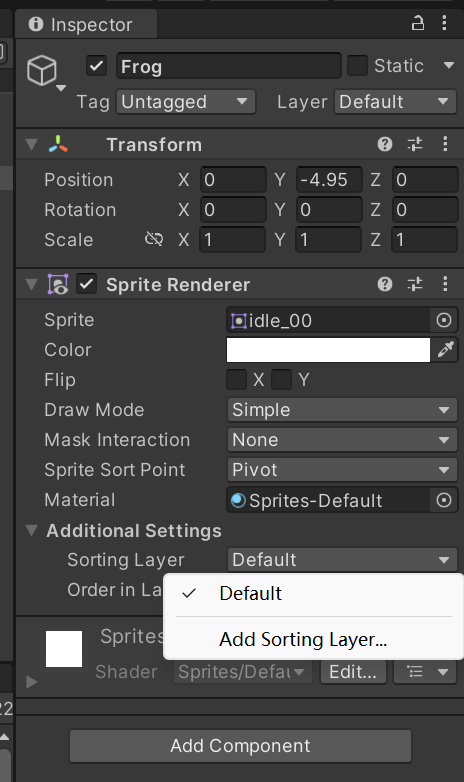 Inspector
Frog
Static
Tag Untagged Layer Default
Transform
Position X 0 Y -4.95 Z 0
Rotation X 0 Y 0 Z 0
Scale X 1 Y 1 Z 1
Sprite Renderer
Sprite idle_00
Color
Flip X Y
Draw Mode Simple
Mask Interaction None
Sprite Sort Point Pivot
Material Sprites-Default
Additional Settings
Sorting Layer Default
Order in La
Default
Add Sorting Layer...
Sprites
Shader Sprites/Defau Edit...
22
Add Component